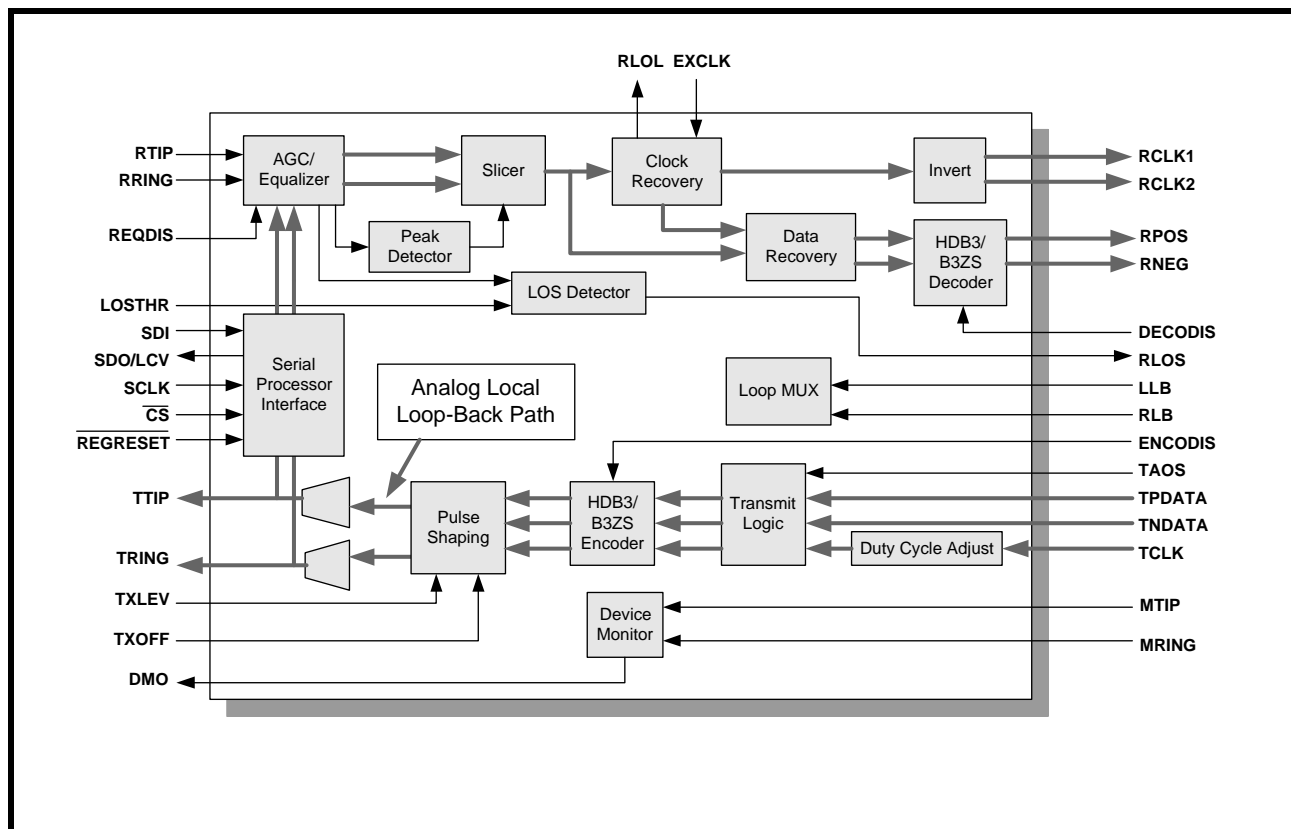 RLOL EXCLK
RTIP
RRING
REQDIS
LOSTHR
SDI
SDO/LCV
SCLK
CS
REGRESET
TTIP
TRING
TXLEV
TXOFF
DMO
AGC/
Equalizer
Slicer
Clock
Recovery
Invert
Peak
Detector
Data
Recovery
HDB3/
B3ZS
Decoder
LOS Detector
Serial
Processor
Interface
Analog Local
Loop-Back Path
Loop MUX
Pulse
Shaping
HDB3/
B3ZS
Encoder
Transmit
Logic
Duty Cycle Adjust
Device
Monitor
RCLK1
RCLK2
RPOS
RNEG
DECODIS
RLOS
LLB
RLB
ENCODIS
TAOS
TPDATA
TNDATA
TCLK
MTIP
MRING